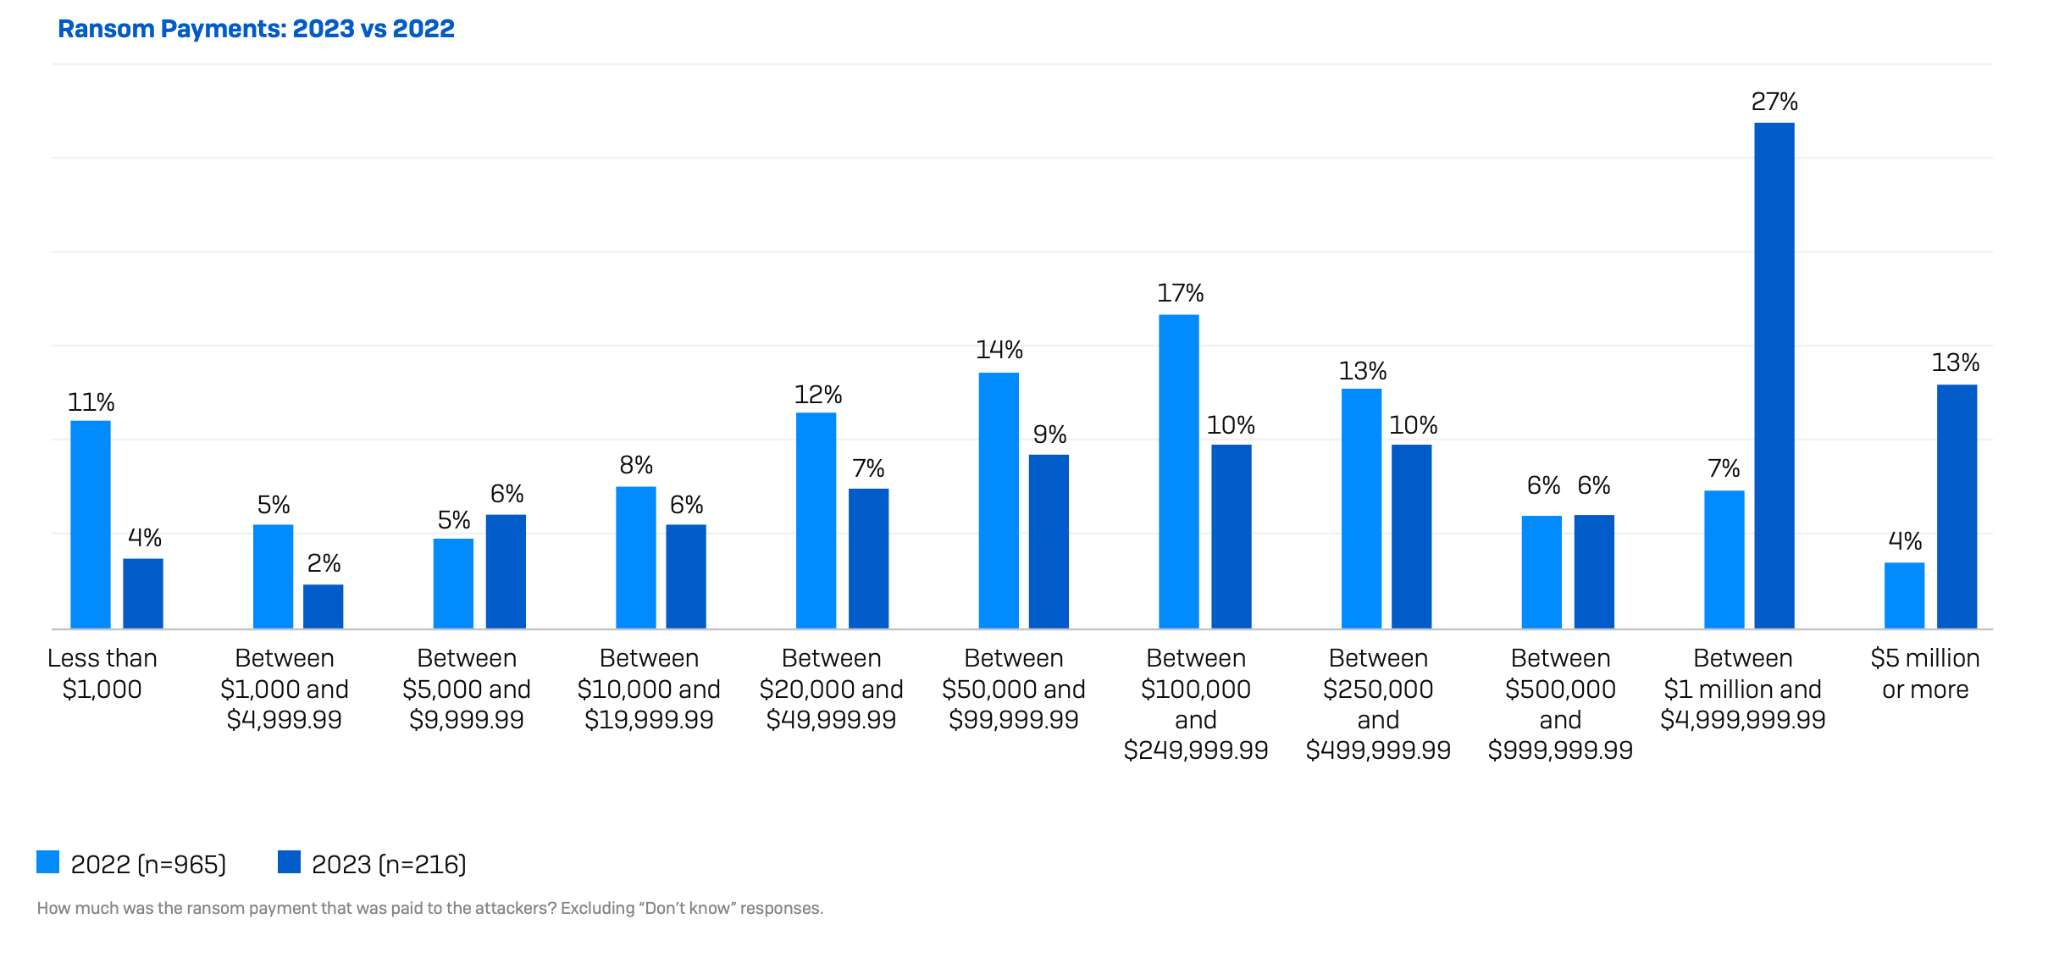 Ransom Payments: 2023 vs 2022
11%
4%
5%
2%
5%
6%
8%
6%
12%
7%
14%
9%
17%
10%
13%
10%
6%
6%
7%
27%
4%
13%
Less than
$1,000
Between
$1,000 and
$4,999.99
Between
$5,000 and
$9,999.99
Between
$10,000 and
$19,999.99
Between
$20,000 and
$49,999.99
Between
$50,000 and
$99,999.99
Between
$100,000
and
$249,999.99
Between
$250,000
and
$499,999.99
Between
$500,000
and
$999,999.99
Between
$1 million and
$4,999,999.99
$5 million
or more
2022 (n=965)
2023 (n=216)
How much was the ransom payment that was paid to the attackers? Excluding “Don’t know” responses.